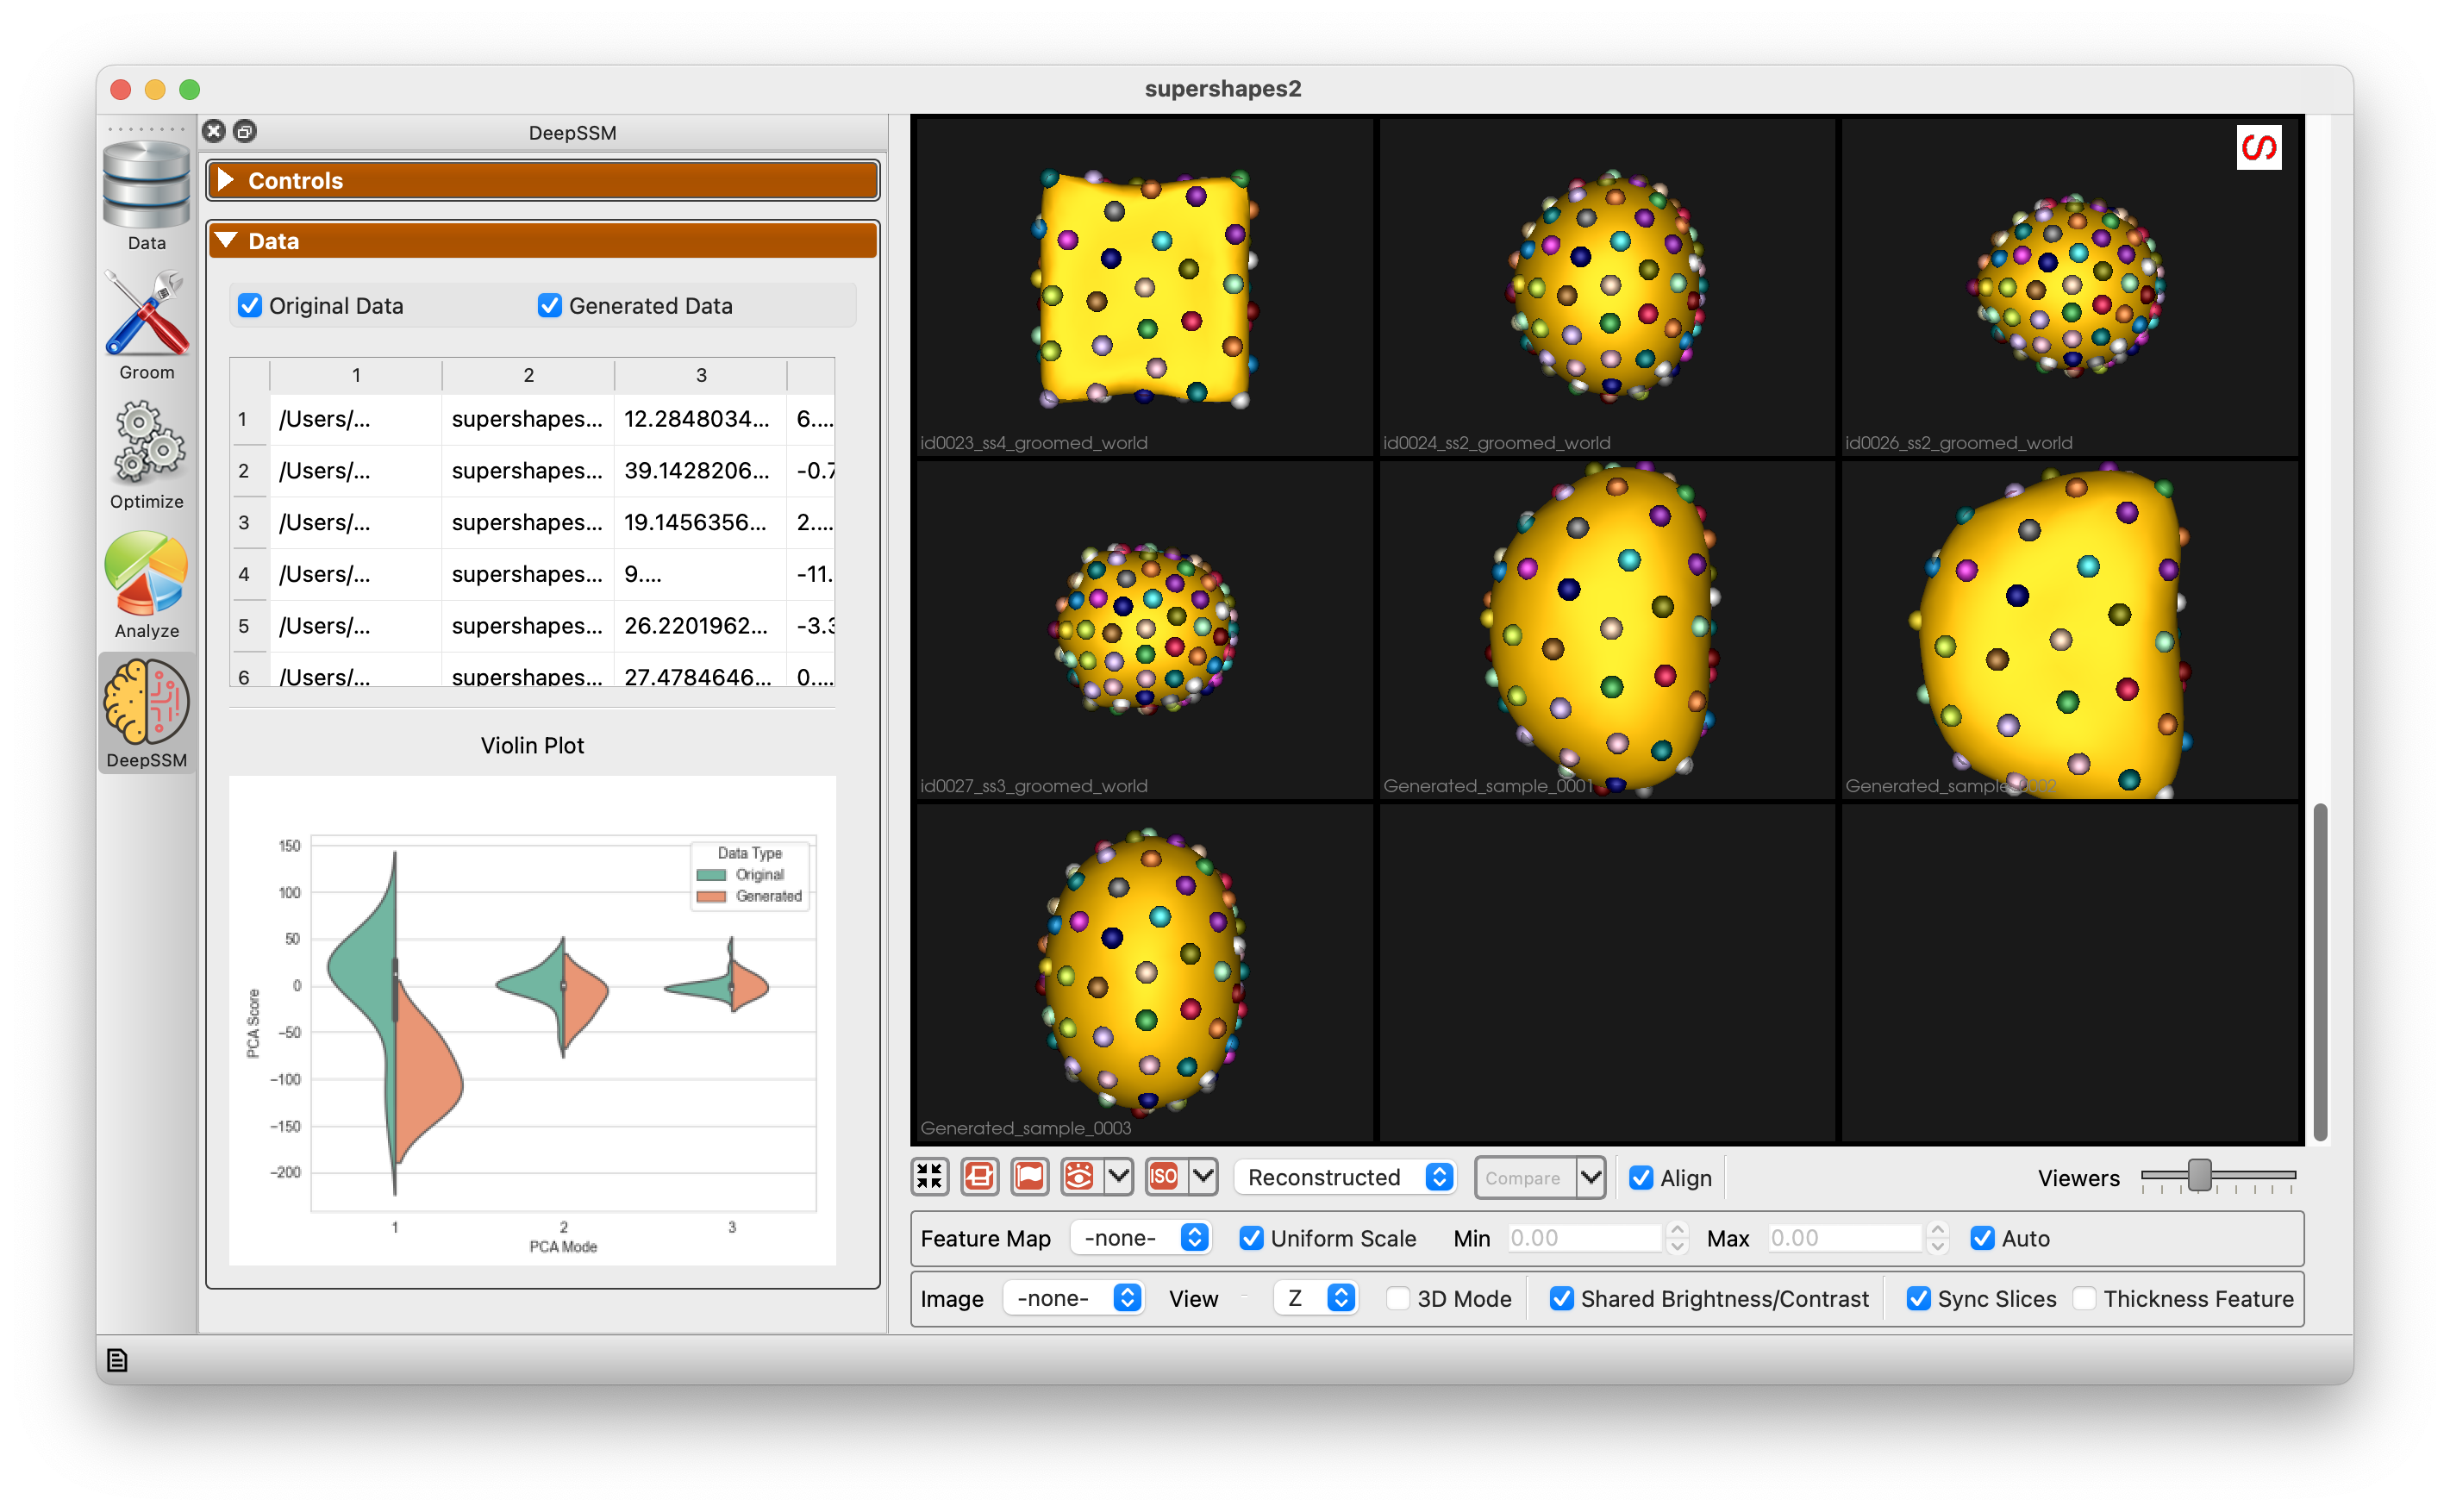 supershapes2
DeepSSM
Data
Groom
Optimize
Analyze
DeepSSM
Controls
Data
Original Data
Generated Data
1 2 3
1 /Users/... supershapes... 12.2848034... 6....
2 /Users/... supershapes... 39.1428206... -0.7
3 /Users/... supershapes... 19.1456356... 2....
4 /Users/... supershapes... 9.... -11.
5 /Users/... supershapes... 26.2201962... -3.3
6 /Users/... supershapes... 27.4784646... 0....
Violin Plot
Data Type
Original
Generated
150
100
50
0
−50
−100
−150
−200
PCA Score
1 2 3
PCA Mode
S
id0023_ss4_groomed_world
id0024_ss2_groomed_world
id0026_ss2_groomed_world
id0027_ss3_groomed_world
Generated_sample_0001
Generated_sample_0002
Generated_sample_0003
ISO
Reconstructed
Compare
Align
Viewers
Feature Map -none- Uniform Scale Min 0.00 Max 0.00 Auto
Image -none- View Z 3D Mode Shared Brightness/Contrast Sync Slices Thickness Feature